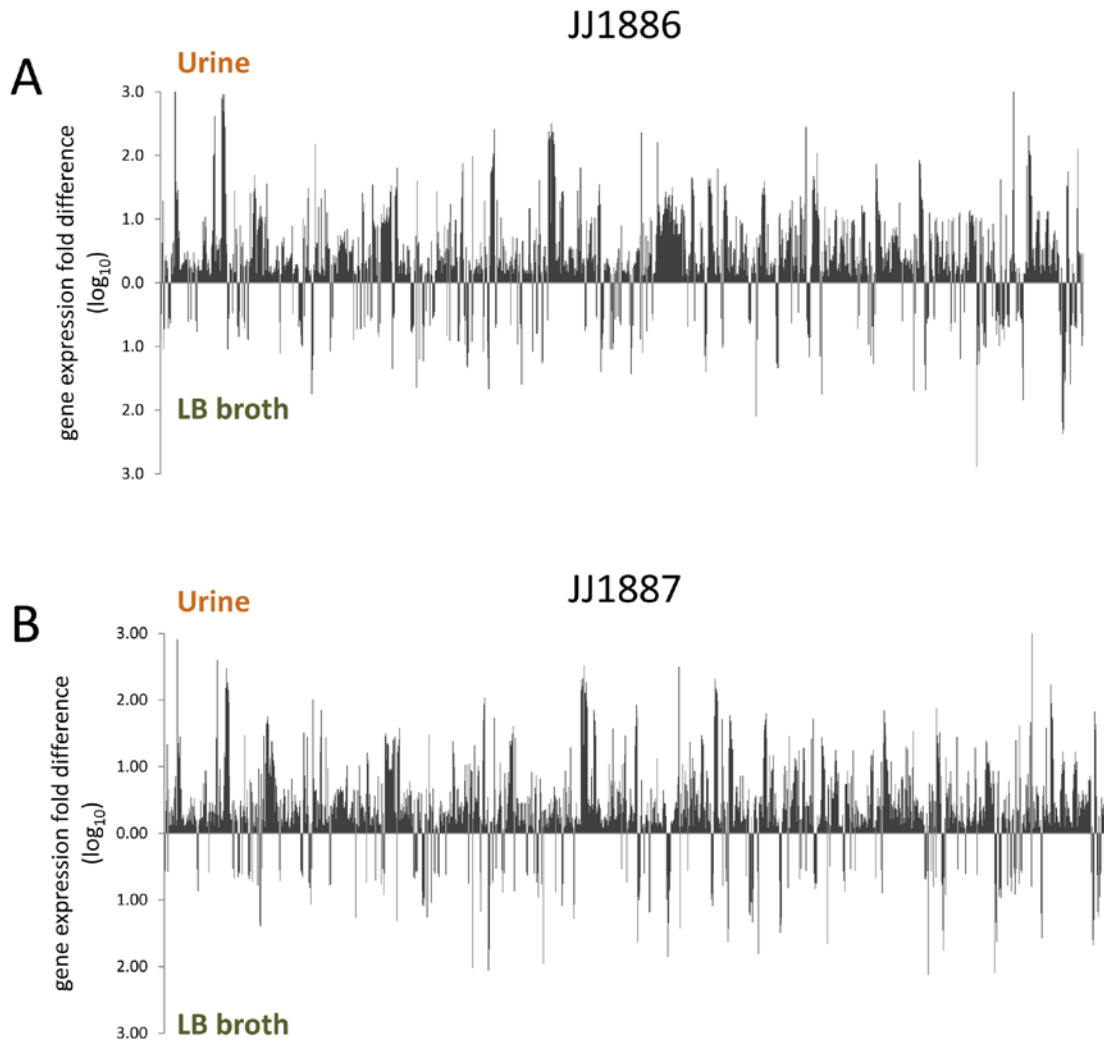 JJ1886
A
Urine
3.0
2.0
1.0
0.0
1.0
2.0
3.0
gene expression fold difference
(log₁₀)
LB broth
JJ1887
B
Urine
3.00
2.00
1.00
0.00
1.00
2.00
3.00
gene expression fold difference
(log₁₀)
LB broth